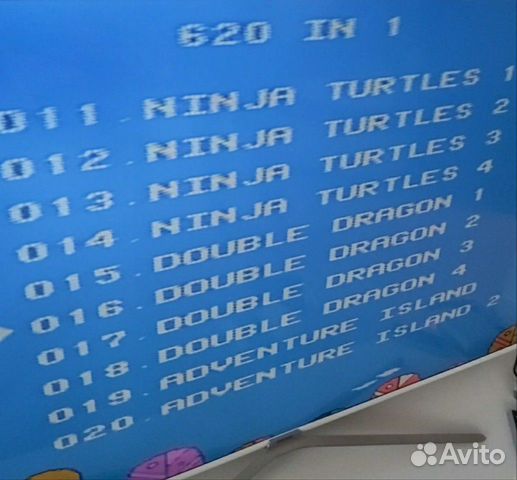 620 IN 1
011.NINJA TURTLES 1
012.NINJA TURTLES 2
013.NINJA TURTLES 3
014.NINJA TURTLES 4
015.DOUBLE DRAGON 1
016.DOUBLE DRAGON 2
017.DOUBLE DRAGON 3
018.DOUBLE DRAGON 4
019.ADVENTURE ISLAND
020.ADVENTURE ISLAND 2
Avito